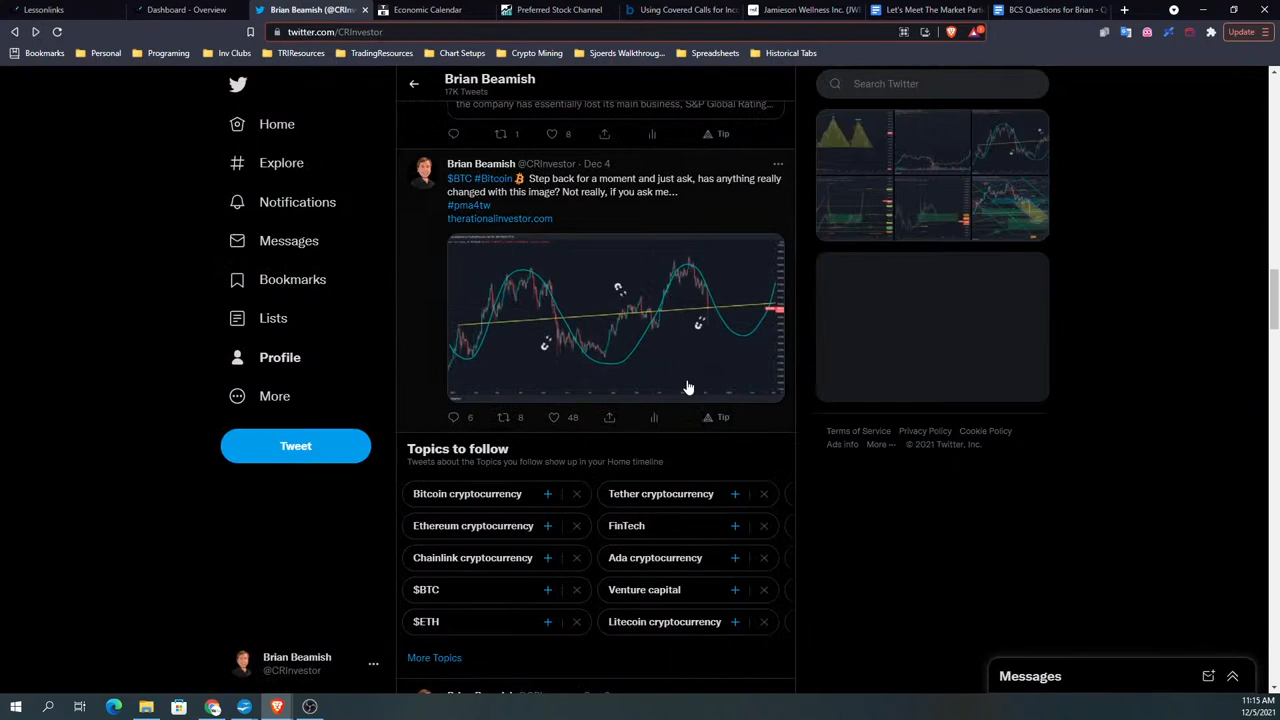 Lessonlinks
Dashboard - Overview
Brian Beamish (@CRInv
Economic Calendar
Preferred Stock Channel
Using Covered Calls for Inc
Jamieson Wellness Inc. (JW
Let's Meet The Market Part
BCS Questions for Brian - G
twitter.com/CRInvestor
Update
Bookmarks
Personal
Programing
Inv Clubs
TRIResources
TradingResources
Chart Setups
Crypto Mining
Sjoerds Walkthroug...
Spreadsheets
Historical Tabs
Brian Beamish
17K Tweets
Search Twitter
the company has essentially lost its main business, S&P Global Rating...
1
8
Tip
Home
Explore
Notifications
Messages
Bookmarks
Lists
Profile
More
Tweet
Brian Beamish @CRInvestor · Dec 4
$BTC #Bitcoin Step back for a moment and just ask, has anything really
changed with this image? Not really, if you ask me...
#pma4tw
therationalinvestor.com
6
8
48
Tip
Topics to follow
Tweets about the Topics you follow show up in your Home timeline
Bitcoin cryptocurrency
Tether cryptocurrency
Ethereum cryptocurrency
FinTech
Chainlink cryptocurrency
Ada cryptocurrency
$BTC
Venture capital
$ETH
Litecoin cryptocurrency
More Topics
Terms of Service Privacy Policy Cookie Policy
Ad info More ··· © 2021 Twitter, Inc.
Brian Beamish
@CRInvestor
Messages
11:15 AM
12/5/2021